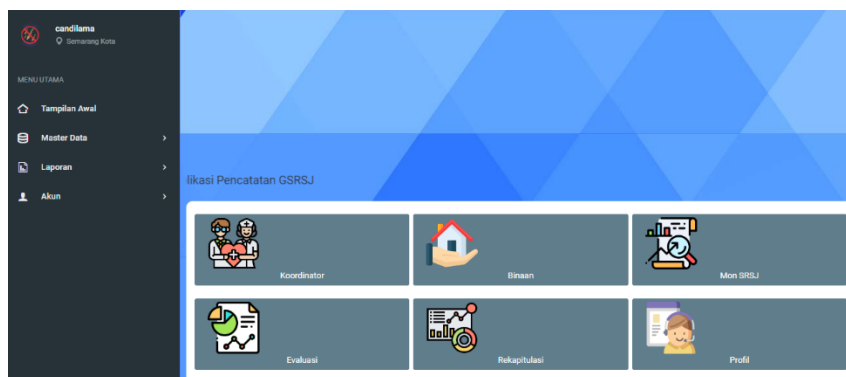 candilama
Semarang Kota
MENU UTAMA
Tampilan Awal
Master Data
Laporan
Akun
likasi Pencatatan GSRSJ
Koordinator
Binaan
Mon SRSJ
Evaluasi
Rekapitulasi
Profil